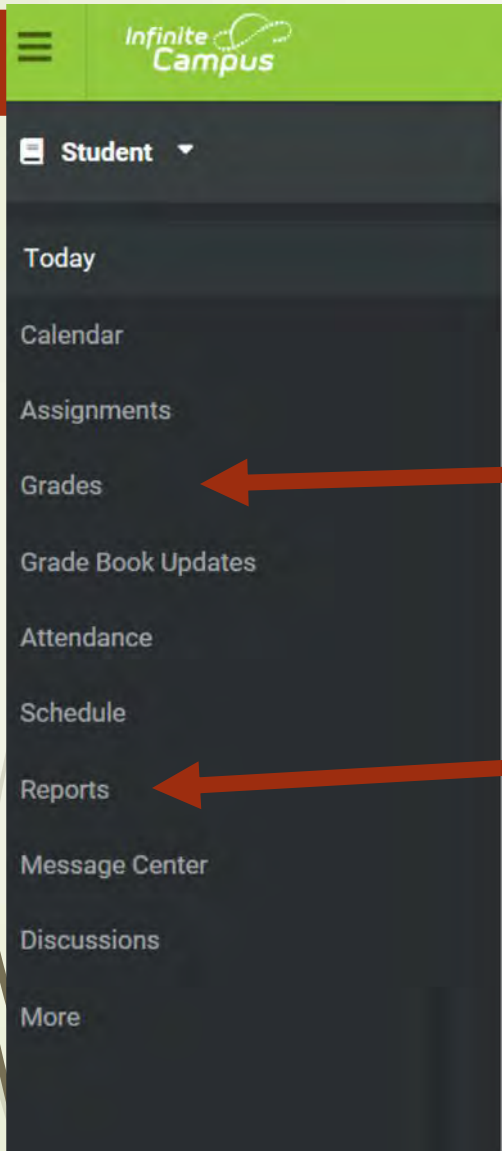 Infinite
Campus
Student
Today
Calendar
Assignments
Grades
Grade Book Updates
Attendance
Schedule
Reports
Message Center
Discussions
More